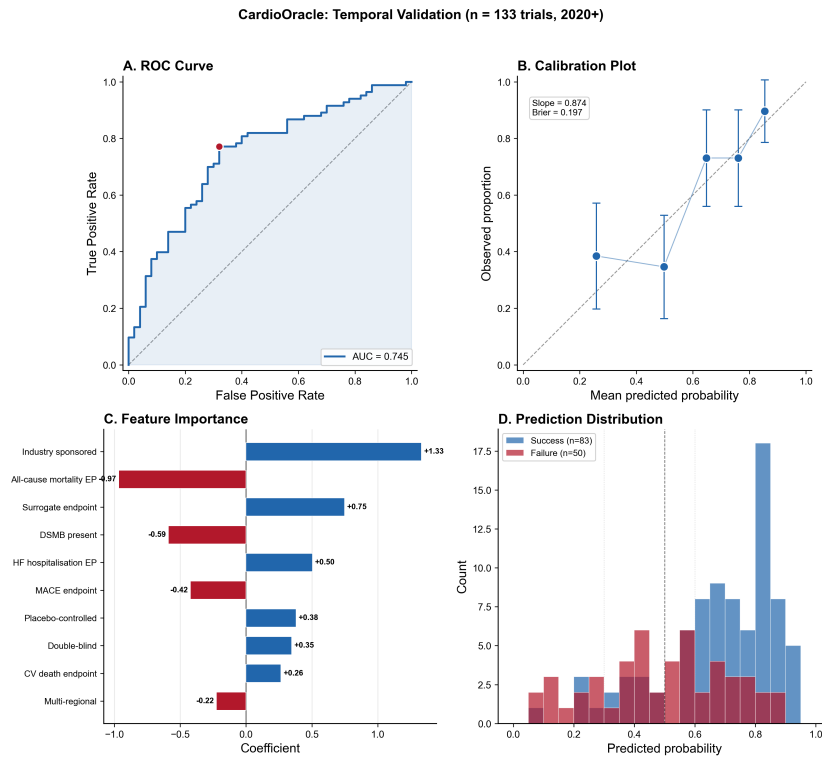 CardioOracle: Temporal Validation (n = 133 trials, 2020+)
A. ROC Curve
True Positive Rate
1.0
0.8
0.6
0.4
0.2
0.0
0.0 0.2 0.4 0.6 0.8 1.0
False Positive Rate
AUC = 0.745
B. Calibration Plot
Slope = 0.874
Brier = 0.197
Observed proportion
1.0
0.8
0.6
0.4
0.2
0.0
0.0 0.2 0.4 0.6 0.8 1.0
Mean predicted probability
C. Feature Importance
Industry sponsored +1.33
All-cause mortality EP -0.97
Surrogate endpoint +0.75
DSMB present -0.59
HF hospitalisation EP +0.50
MACE endpoint -0.42
Placebo-controlled +0.38
Double-blind +0.35
CV death endpoint +0.26
Multi-regional -0.22
−1.0 −0.5 0.0 0.5 1.0
Coefficient
D. Prediction Distribution
Success (n=83)
Failure (n=50)
Count
17.5
15.0
12.5
10.0
7.5
5.0
2.5
0.0
0.0 0.2 0.4 0.6 0.8 1.0
Predicted probability